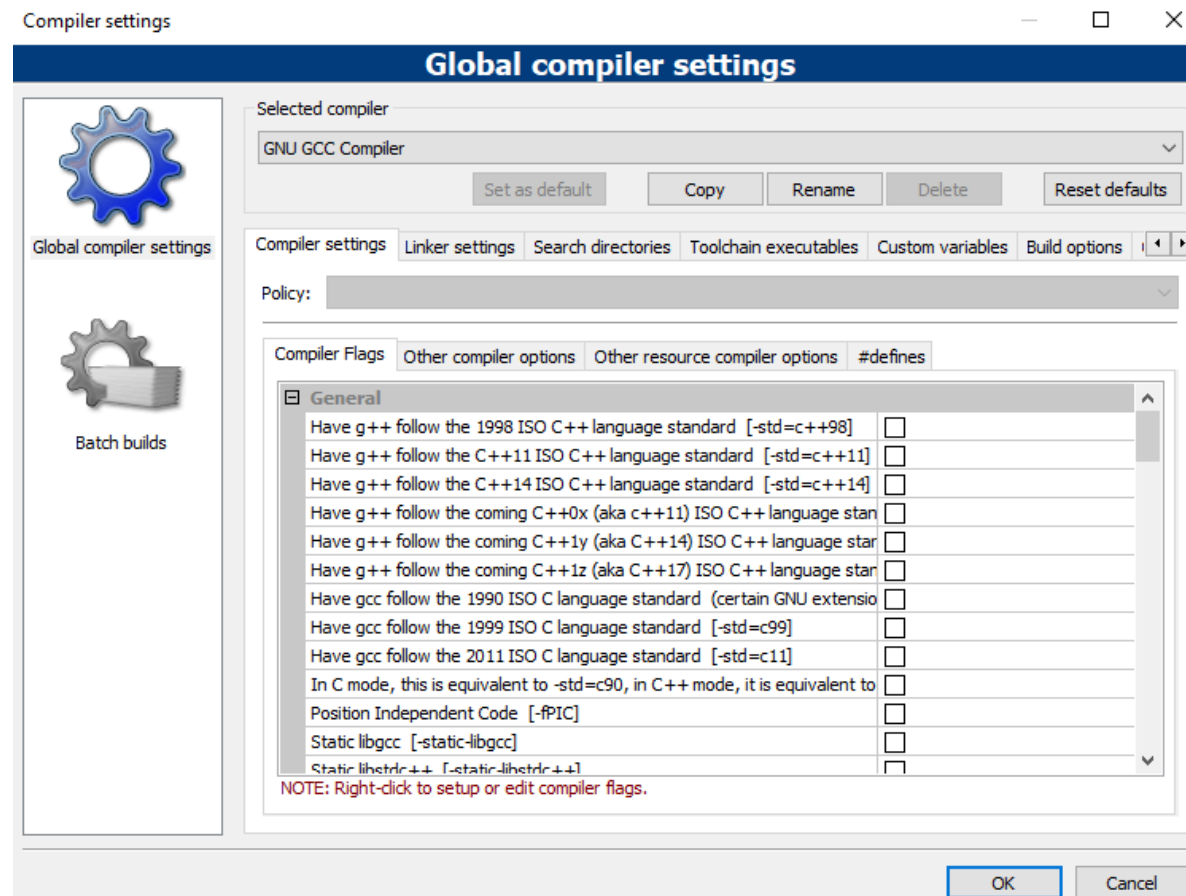 Compiler settings
Global compiler settings
Global compiler settings
Batch builds
Selected compiler
GNU GCC Compiler
Set as default Copy Rename Delete Reset defaults
Compiler settings Linker settings Search directories Toolchain executables Custom variables Build options
Policy:
Compiler Flags Other compiler options Other resource compiler options #defines
General
Have g++ follow the 1998 ISO C++ language standard [-std=c++98]
Have g++ follow the C++11 ISO C++ language standard [-std=c++11]
Have g++ follow the C++14 ISO C++ language standard [-std=c++14]
Have g++ follow the coming C++0x (aka c++11) ISO C++ language stan
Have g++ follow the coming C++1y (aka C++14) ISO C++ language star
Have g++ follow the coming C++1z (aka C++17) ISO C++ language stan
Have gcc follow the 1990 ISO C language standard (certain GNU extensio
Have gcc follow the 1999 ISO C language standard [-std=c99]
Have gcc follow the 2011 ISO C language standard [-std=c11]
In C mode, this is equivalent to -std=c90, in C++ mode, it is equivalent to
Position Independent Code [-fPIC]
Static libgcc [-static-libgcc]
Static libstdc++ [-static-libstdc++]
NOTE: Right-click to setup or edit compiler flags.
OK Cancel